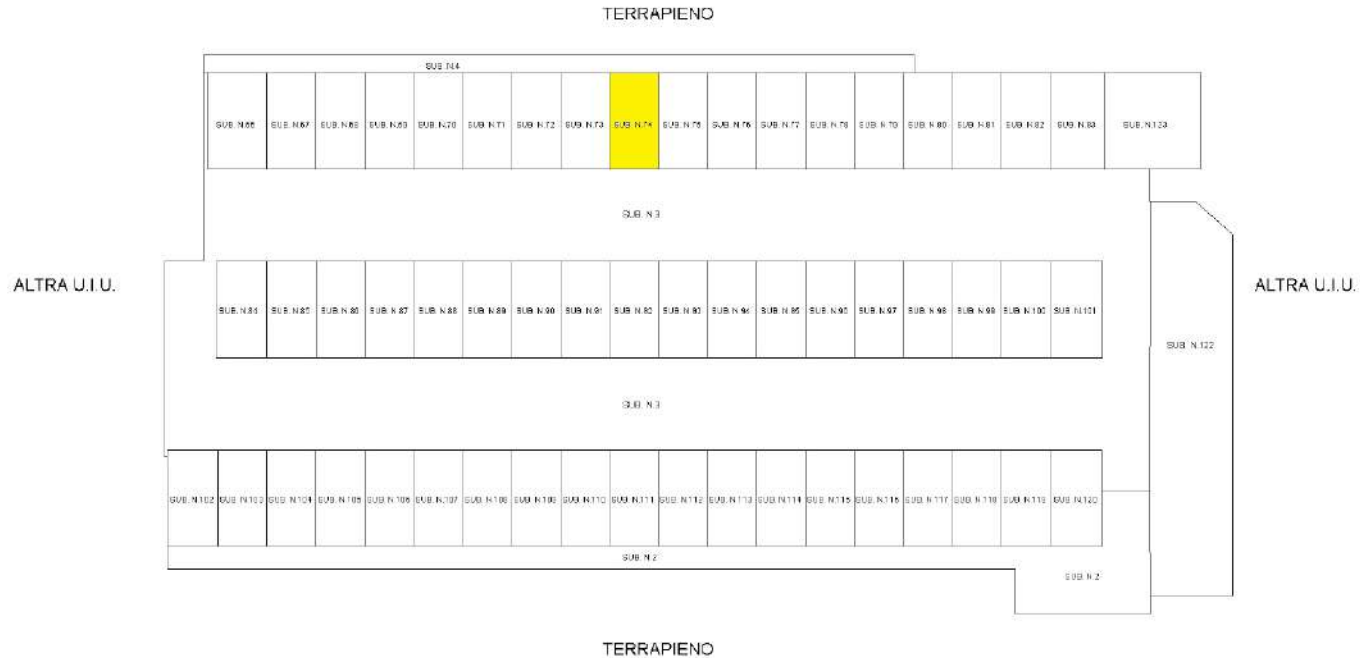 TERRAPIENO
SUB. N.4
SUB. N.66 SUB. N.67 SUB. N.68 SUB. N.69 SUB. N.70 SUB. N.71 SUB. N.72 SUB. N.73 SUB. N.74 SUB. N.75 SUB. N.76 SUB. N.77 SUB. N.78 SUB. N.79 SUB. N.80 SUB. N.81 SUB. N.82 SUB. N.83 SUB. N.123
SUB. N.3
ALTRA U.I.U.
ALTRA U.I.U.
SUB. N.84 SUB. N.85 SUB. N.86 SUB. N.87 SUB. N.88 SUB. N.89 SUB. N.90 SUB. N.91 SUB. N.92 SUB. N.93 SUB. N.94 SUB. N.95 SUB. N.96 SUB. N.97 SUB. N.98 SUB. N.99 SUB. N.100 SUB. N.101
SUB. N.122
SUB. N.3
SUB. N.102 SUB. N.103 SUB. N.104 SUB. N.105 SUB. N.106 SUB. N.107 SUB. N.108 SUB. N.109 SUB. N.110 SUB. N.111 SUB. N.112 SUB. N.113 SUB. N.114 SUB. N.115 SUB. N.116 SUB. N.117 SUB. N.118 SUB. N.119 SUB. N.120
SUB. N.2
SUB. N.2
TERRAPIENO